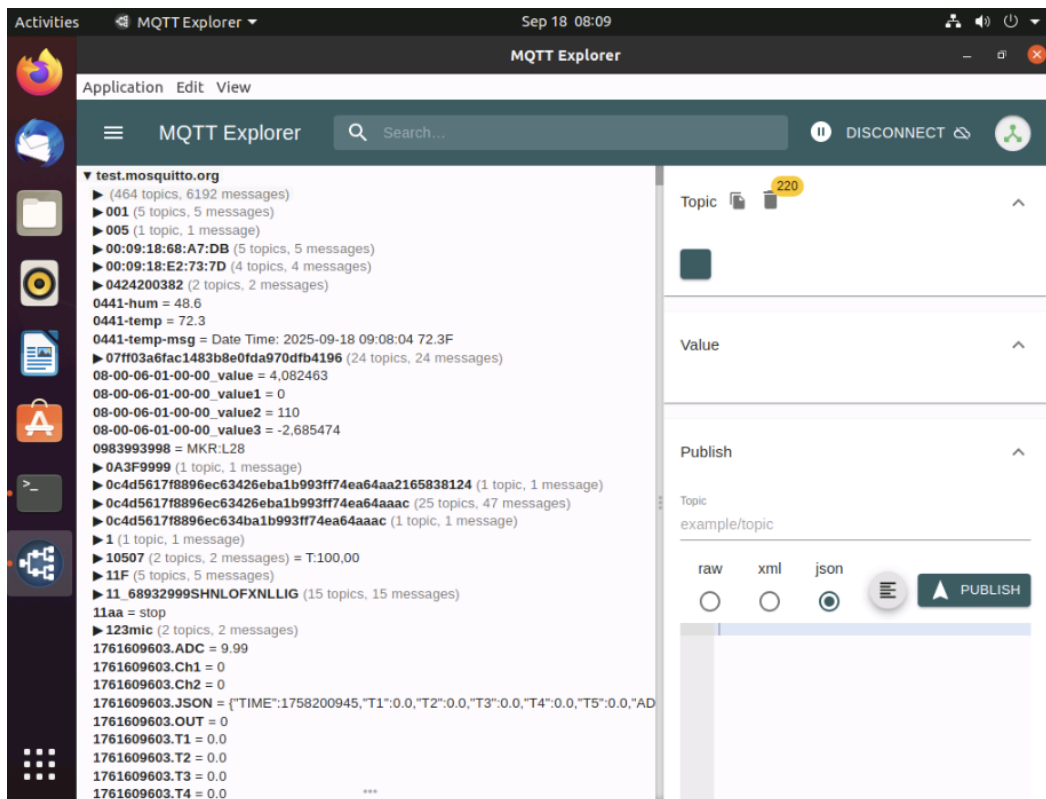 Activities MQTT Explorer Sep 18 08:09
MQTT Explorer
Application Edit View
MQTT Explorer Search... DISCONNECT
▼ test.mosquitto.org
▶ (464 topics, 6192 messages)
▶ 001 (5 topics, 5 messages)
▶ 005 (1 topic, 1 message)
▶ 00:09:18:68:A7:DB (5 topics, 5 messages)
▶ 00:09:18:E2:73:7D (4 topics, 4 messages)
▶ 0424200382 (2 topics, 2 messages)
0441-hum = 48.6
0441-temp = 72.3
0441-temp-msg = Date Time: 2025-09-18 09:08:04 72.3F
▶ 07ff03a6fac1483b8e0fda970dfb4196 (24 topics, 24 messages)
08-00-06-01-00-00_value = 4,082463
08-00-06-01-00-00_value1 = 0
08-00-06-01-00-00_value2 = 110
08-00-06-01-00-00_value3 = -2,685474
0983993998 = MKR:L28
▶ 0A3F9999 (1 topic, 1 message)
▶ 0c4d5617f8896ec63426eba1b993ff74ea64aa2165838124 (1 topic, 1 message)
▶ 0c4d5617f8896ec63426eba1b993ff74ea64aaac (25 topics, 47 messages)
▶ 0c4d5617f8896ec634ba1b993ff74ea64aaac (1 topic, 1 message)
▶ 1 (1 topic, 1 message)
▶ 10507 (2 topics, 2 messages) = T:100,00
▶ 11F (5 topics, 5 messages)
▶ 11_68932999SHNLOFXNLLIG (15 topics, 15 messages)
11aa = stop
▶ 123mic (2 topics, 2 messages)
1761609603.ADC = 9.99
1761609603.Ch1 = 0
1761609603.Ch2 = 0
1761609603.JSON = {"TIME":1758200945,"T1":0.0,"T2":0.0,"T3":0.0,"T4":0.0,"T5":0.0,"AD
1761609603.OUT = 0
1761609603.T1 = 0.0
1761609603.T2 = 0.0
1761609603.T3 = 0.0
1761609603.T4 = 0.0
Topic 220
Value
Publish
Topic
example/topic
raw xml json
PUBLISH